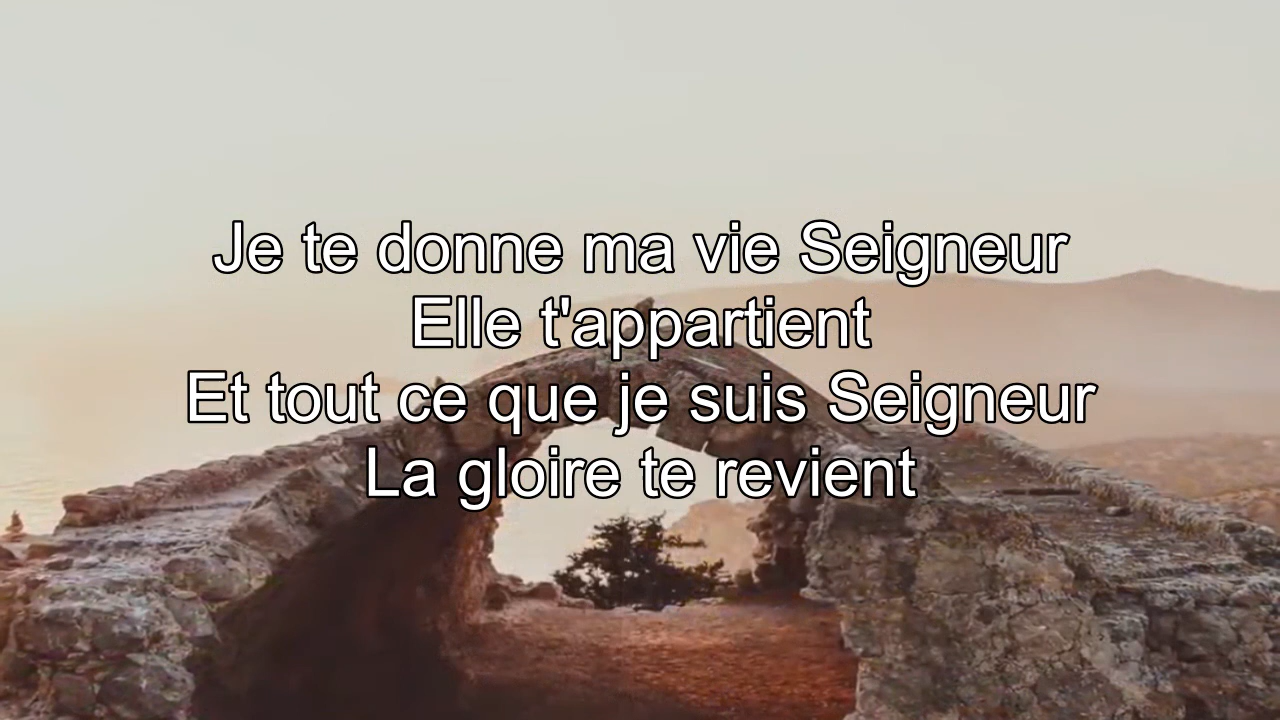 Je te donne ma vie Seigneur
Elle t'appartient
Et tout ce que je suis Seigneur
La gloire te revient